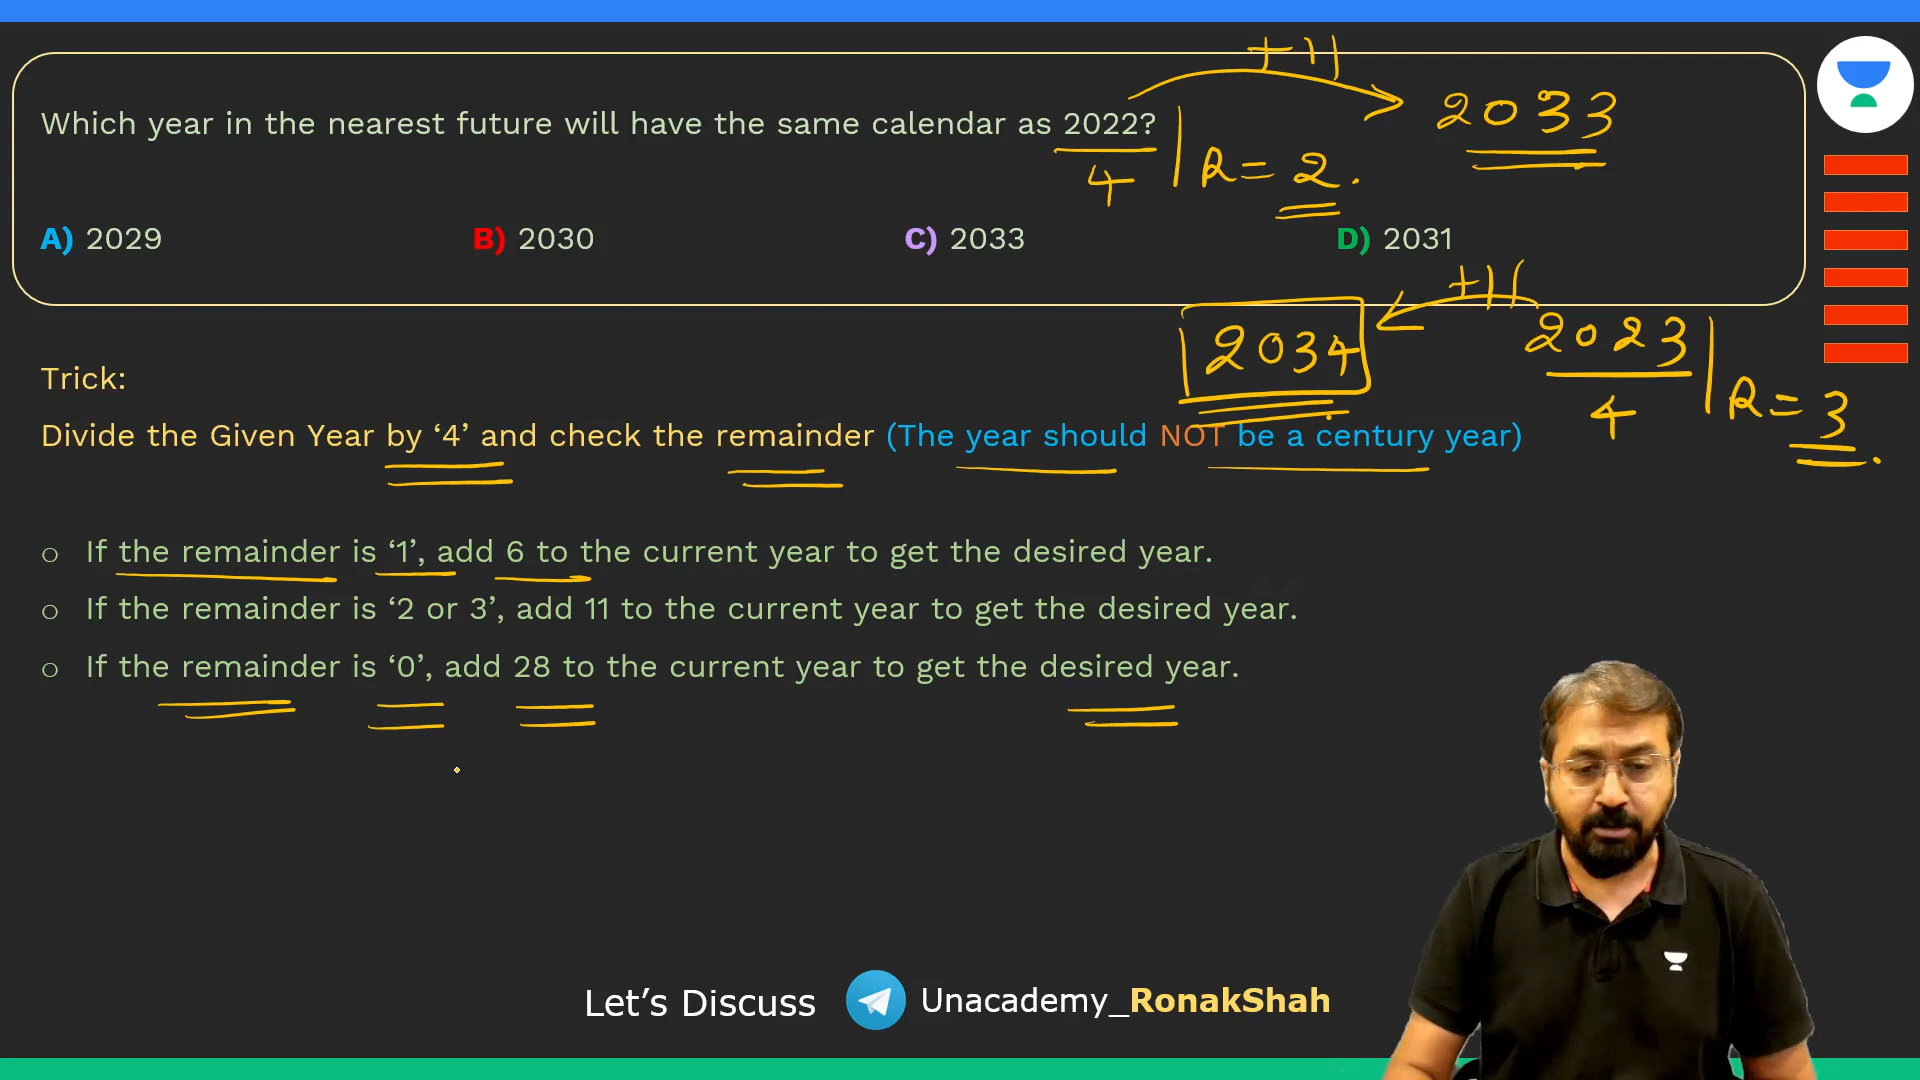 +11
Which year in the nearest future will have the same calendar as 2022?
2033
4 R = 2.
A) 2029 B) 2030 C) 2033 D) 2031
+11
2034 2023
4 R = 3.
Trick:
Divide the Given Year by ‘4’ and check the remainder (The year should NOT be a century year)
o If the remainder is ‘1’, add 6 to the current year to get the desired year.
o If the remainder is ‘2 or 3’, add 11 to the current year to get the desired year.
o If the remainder is ‘0’, add 28 to the current year to get the desired year.
Let’s Discuss Unacademy_RonakShah